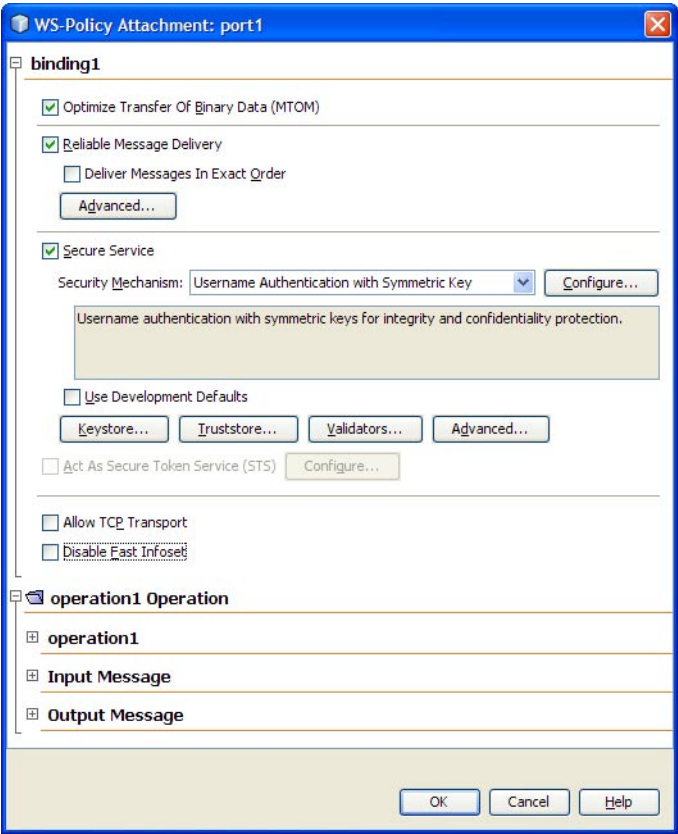 WS-Policy Attachment: port1
binding1
Optimize Transfer Of Binary Data (MTOM)
Reliable Message Delivery
Deliver Messages In Exact Order
Advanced...
Secure Service
Security Mechanism: Username Authentication with Symmetric Key Configure...
Username authentication with symmetric keys for integrity and confidentiality protection.
Use Development Defaults
Keystore... Truststore... Validators... Advanced...
Act As Secure Token Service (STS) Configure...
Allow TCP Transport
Disable Fast Infoset
operation1 Operation
operation1
Input Message
Output Message
OK Cancel Help